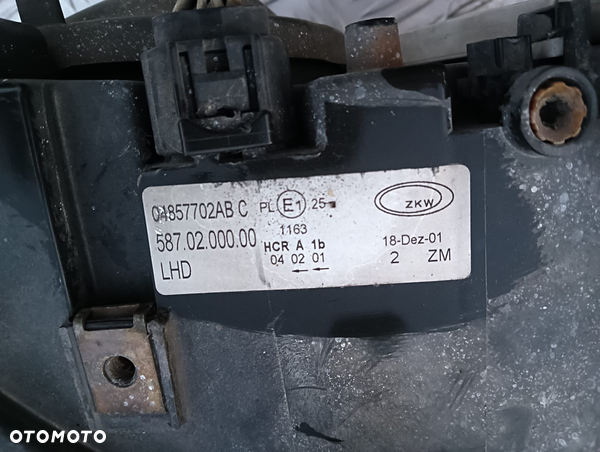 04857702AB C PL E1 25
587.02.000.00 1163
LHD HCR A 1b
04 02 01
ZKW
18-Dez-01
2 ZM
OTOMOTO